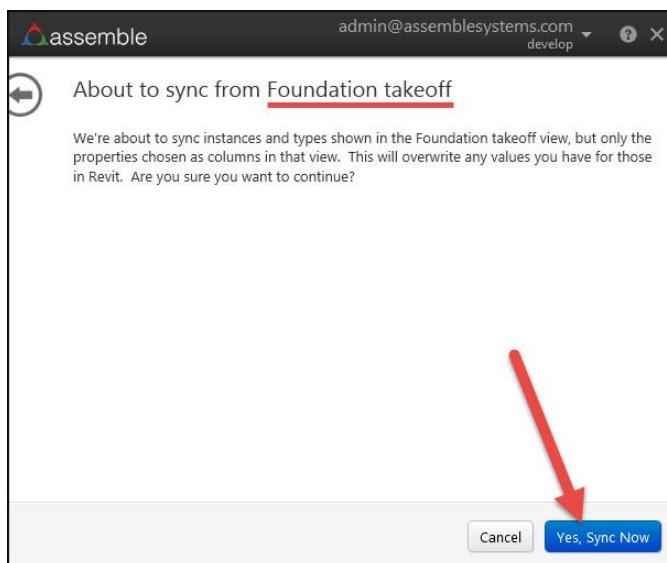 assemble
admin@assemblesystems.com
develop
About to sync from Foundation takeoff
We're about to sync instances and types shown in the Foundation takeoff view, but only the
properties chosen as columns in that view. This will overwrite any values you have for those
in Revit. Are you sure you want to continue?
Cancel
Yes, Sync Now